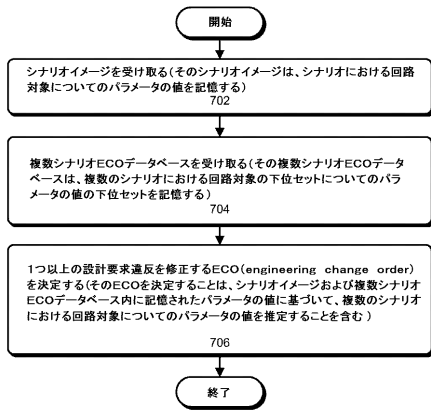 開始
シナリオイメージを受け取る(そのシナリオイメージは、シナリオにおける回路
対象についてのパラメータの値を記憶する)
702
複数シナリオECOデータベースを受け取る(その複数シナリオECOデータ
ベースは、複数のシナリオにおける回路対象の下位セットについてのパラ
メータの値の下位セットを記憶する)
704
1つ以上の設計要求違反を修正するECO(engineering change order)
を決定する(そのECOを決定することは、シナリオイメージおよび複数シナリオ
ECOデータベース内に記憶されたパラメータの値に基づいて、複数のシナリオ
における回路対象についてのパラメータの値を推定することを含む)
706
終了